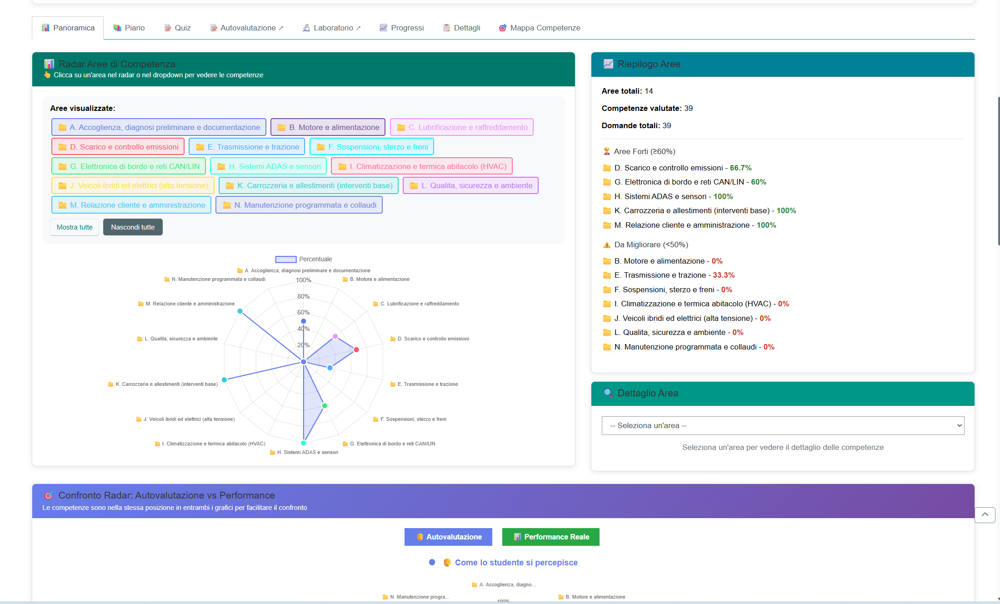 Panoramica
Piano
Quiz
Autovalutazione ↗
Laboratorio ↗
Progressi
Dettagli
Mappa Competenze
Radar Aree di Competenza
Clicca su un'area nel radar o nel dropdown per vedere le competenze
Aree visualizzate:
A. Accoglienza, diagnosi preliminare e documentazione
B. Motore e alimentazione
C. Lubrificazione e raffreddamento
D. Scarico e controllo emissioni
E. Trasmissione e trazione
F. Sospensioni, sterzo e freni
G. Elettronica di bordo e reti CAN/LIN
H. Sistemi ADAS e sensori
I. Climatizzazione e termica abitacolo (HVAC)
J. Veicoli ibridi ed elettrici (alta tensione)
K. Carrozzeria e allestimenti (interventi base)
L. Qualita, sicurezza e ambiente
M. Relazione cliente e amministrazione
N. Manutenzione programmata e collaudi
Mostra tutte
Nascondi tutte
Percentuale
A. Accoglienza, diagnosi preliminare e documentazione
N. Manutenzione programmata e collaudi
100%
B. Motore e alimentazione
80%
M. Relazione cliente e amministrazione
C. Lubrificazione e raffreddamento
60%
40%
L. Qualita, sicurezza e ambiente
D. Scarico e controllo emissioni
20%
K. Carrozzeria e allestimenti (interventi base)
E. Trasmissione e trazione
J. Veicoli ibridi ed elettrici (alta tensione)
F. Sospensioni, sterzo e freni
I. Climatizzazione e termica abitacolo (HVAC)
G. Elettronica di bordo e reti CAN/LIN
H. Sistemi ADAS e sensori
Riepilogo Aree
Aree totali: 14
Competenze valutate: 39
Domande totali: 39
Aree Forti (≥60%)
D. Scarico e controllo emissioni - 66.7%
G. Elettronica di bordo e reti CAN/LIN - 60%
H. Sistemi ADAS e sensori - 100%
K. Carrozzeria e allestimenti (interventi base) - 100%
M. Relazione cliente e amministrazione - 100%
Da Migliorare (<50%)
B. Motore e alimentazione - 0%
E. Trasmissione e trazione - 33.3%
F. Sospensioni, sterzo e freni - 0%
I. Climatizzazione e termica abitacolo (HVAC) - 0%
J. Veicoli ibridi ed elettrici (alta tensione) - 0%
L. Qualita, sicurezza e ambiente - 0%
N. Manutenzione programmata e collaudi - 0%
Dettaglio Area
-- Seleziona un'area --
Seleziona un'area per vedere il dettaglio delle competenze
Confronto Radar: Autovalutazione vs Performance
Le competenze sono nella stessa posizione in entrambi i grafici per facilitare il confronto
Autovalutazione
Performance Reale
Come lo studente si percepisce
A. Accoglienza, diagno...
N. Manutenzione progra...
B. Motore e alimentazione
100%